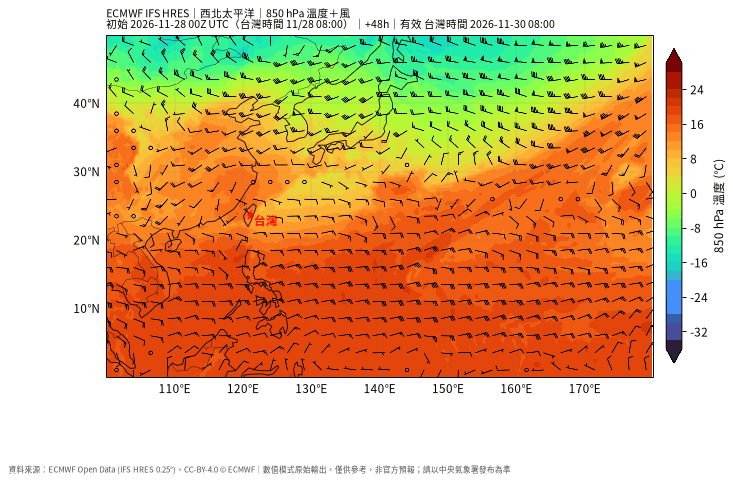 ECMWF IFS HRES｜西北太平洋｜850 hPa 溫度＋風
初始 2026-11-28 00Z UTC（台灣時間 11/28 08:00）｜+48h｜有效 台灣時間 2026-11-30 08:00
40°N
30°N
20°N
10°N
台灣
110°E
120°E
130°E
140°E
150°E
160°E
170°E
24
16
8
0
-8
-16
-24
-32
850 hPa 溫度 (°C)
資料來源：ECMWF Open Data (IFS HRES 0.25°)，CC-BY-4.0 © ECMWF｜數值模式原始輸出，僅供參考，非官方預報；請以中央氣象署發布為準